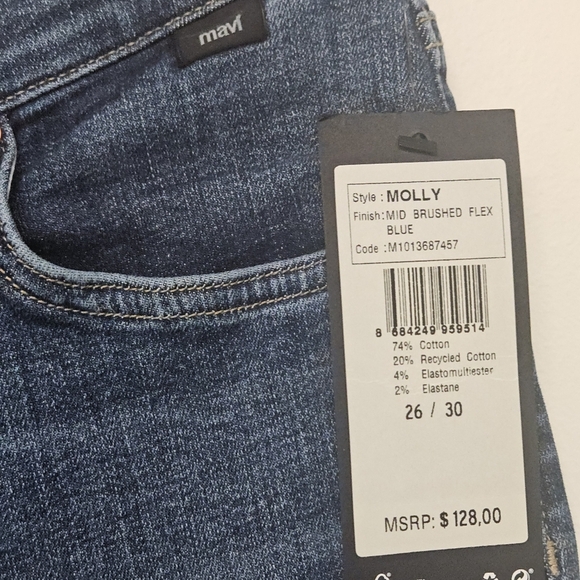 mavi
Style : MOLLY
Finish: MID BRUSHED FLEX
BLUE
Code : M1013687457
8 684249 959514
74% Cotton
20% Recycled Cotton
4% Elastomultiester
2% Elastane
26 / 30
MSRP: $128,00